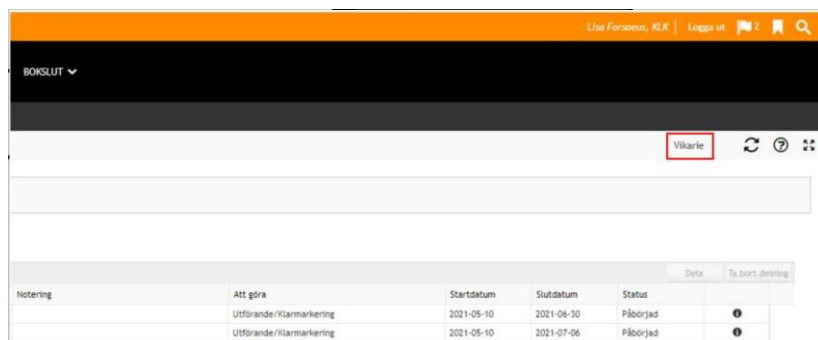 Lisa Forsæus, KLK Logga ut 2
BOKSLUT
Vikarie
Dela Ta bort delning
Notering Att göra Startdatum Slutdatum Status
Utförande/Klarmarkering 2021-05-10 2021-06-30 Påbörjad
Utförande/Klarmarkering 2021-05-10 2021-07-06 Påbörjad